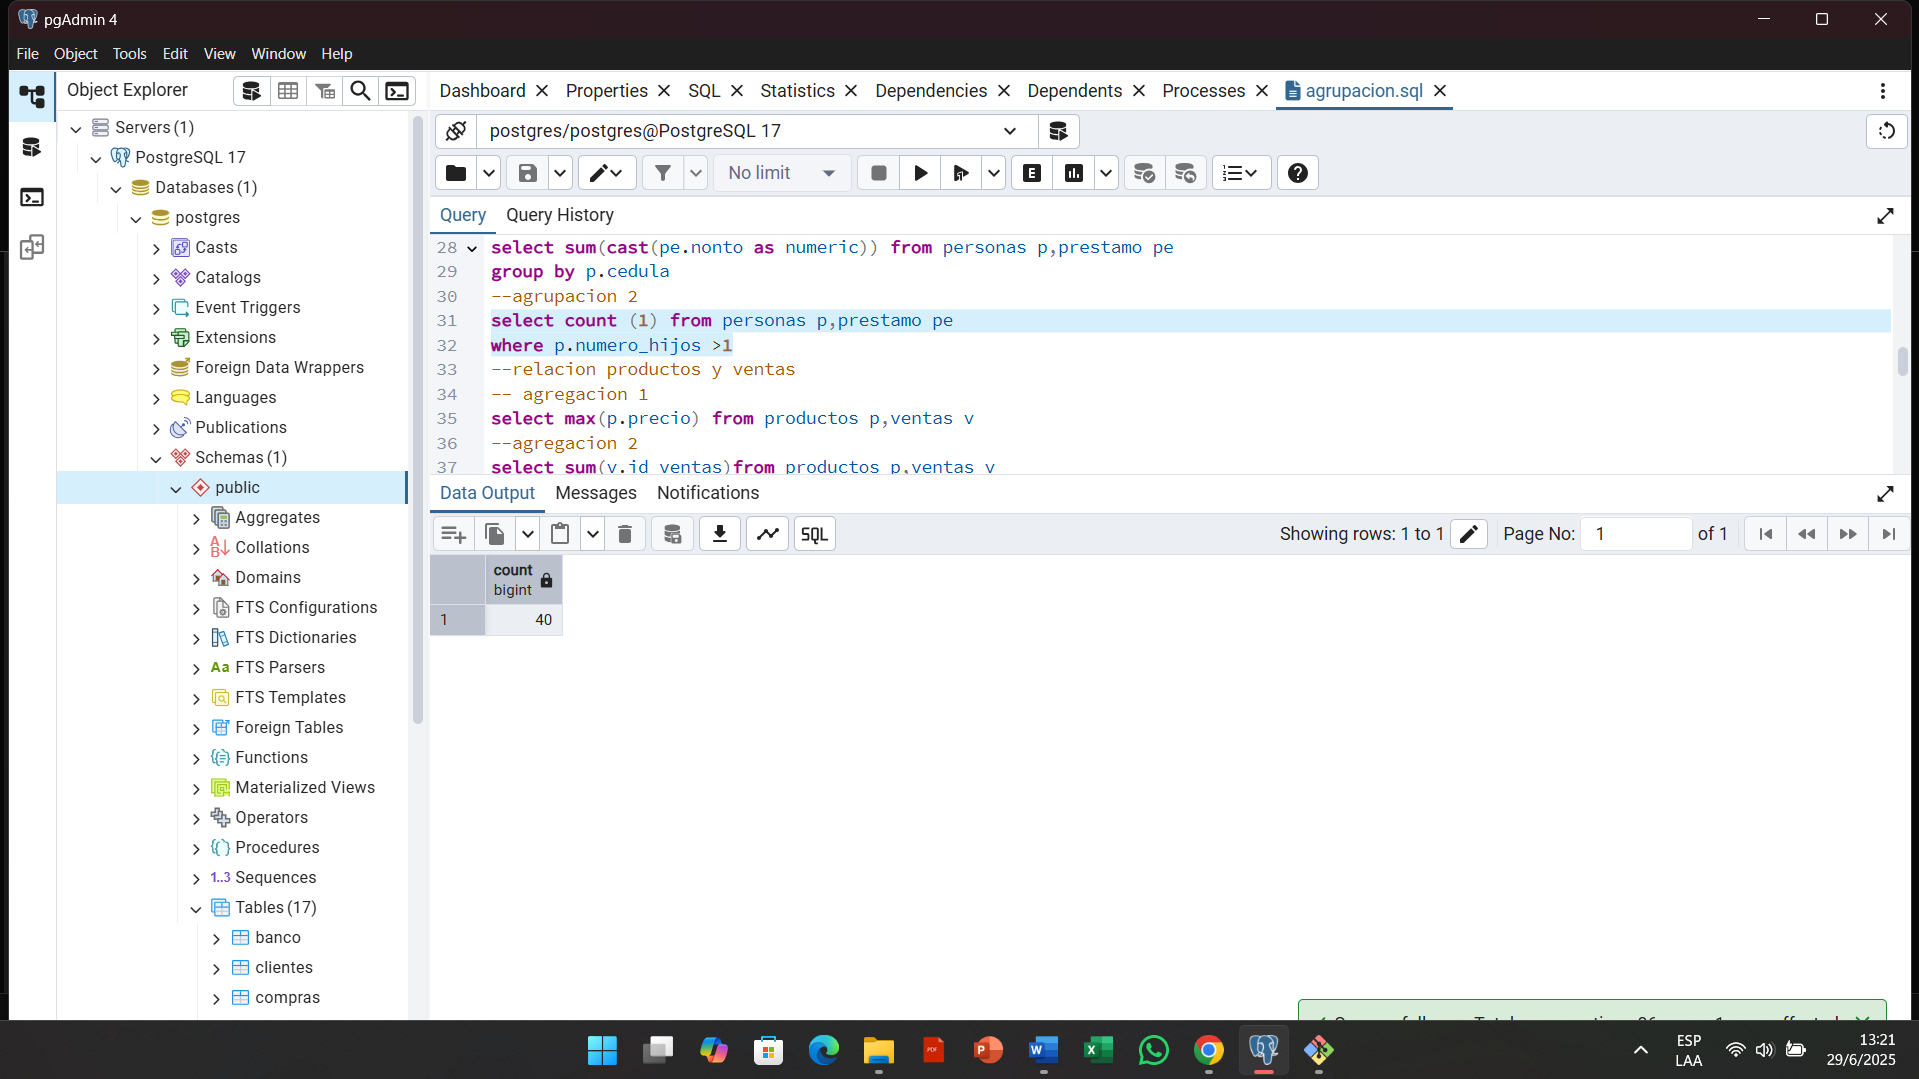 pgAdmin 4
File Object Tools Edit View Window Help
Object Explorer
Dashboard Properties SQL Statistics Dependencies Dependents Processes agrupacion.sql
Servers (1)
PostgreSQL 17
Databases (1)
postgres
Casts
Catalogs
Event Triggers
Extensions
Foreign Data Wrappers
Languages
Publications
Schemas (1)
public
Aggregates
Collations
Domains
FTS Configurations
FTS Dictionaries
Aa FTS Parsers
FTS Templates
Foreign Tables
Functions
Materialized Views
Operators
Procedures
1..3 Sequences
Tables (17)
banco
clientes
compras
postgres/postgres@PostgreSQL 17
No limit
E
Query Query History
28 select sum(cast(pe.nonto as numeric)) from personas p,prestamo pe
29 group by p.cedula
30 --agrupacion 2
31 select count (1) from personas p,prestamo pe
32 where p.numero_hijos >1
33 --relacion productos y ventas
34 -- agregacion 1
35 select max(p.precio) from productos p,ventas v
36 --agregacion 2
37 select sum(v.id_ventas)from productos p,ventas v
Data Output Messages Notifications
SQL
Showing rows: 1 to 1 Page No: 1 of 1
count
bigint
1 40
ESP
LAA
13:21
29/6/2025